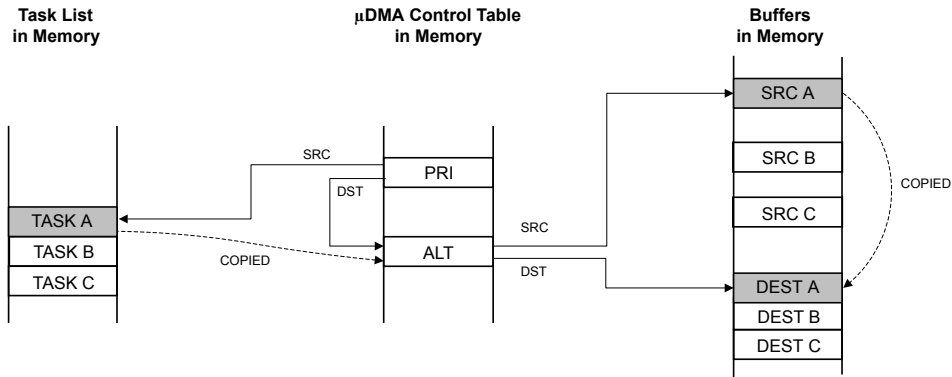 Task List
in Memory
µDMA Control Table
in Memory
Buffers
in Memory
SRC A
SRC B
SRC C
DEST A
DEST B
DEST C
COPIED
SRC
PRI
DST
TASK A
TASK B
TASK C
COPIED
ALT
SRC
DST